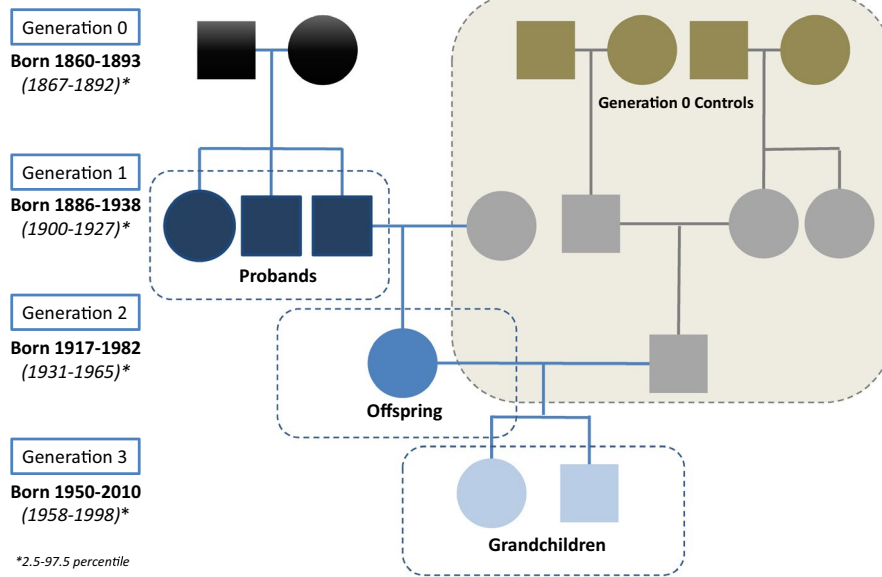 Generation 0
Born 1860-1893
(1867-1892)*
Generation 0 Controls
Generation 1
Born 1886-1938
(1900-1927)*
Probands
Generation 2
Born 1917-1982
(1931-1965)*
Offspring
Generation 3
Born 1950-2010
(1958-1998)*
Grandchildren
*2.5-97.5 percentile